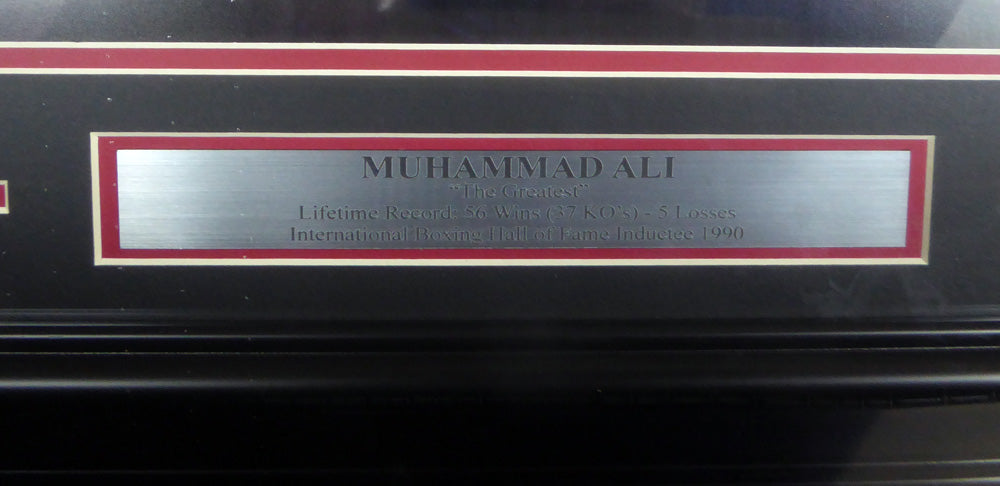 MUHAMMAD ALI
“The Greatest”
Lifetime Record: 56 Wins (37 KO's) - 5 Losses
International Boxing Hall of Fame Inductee 1990